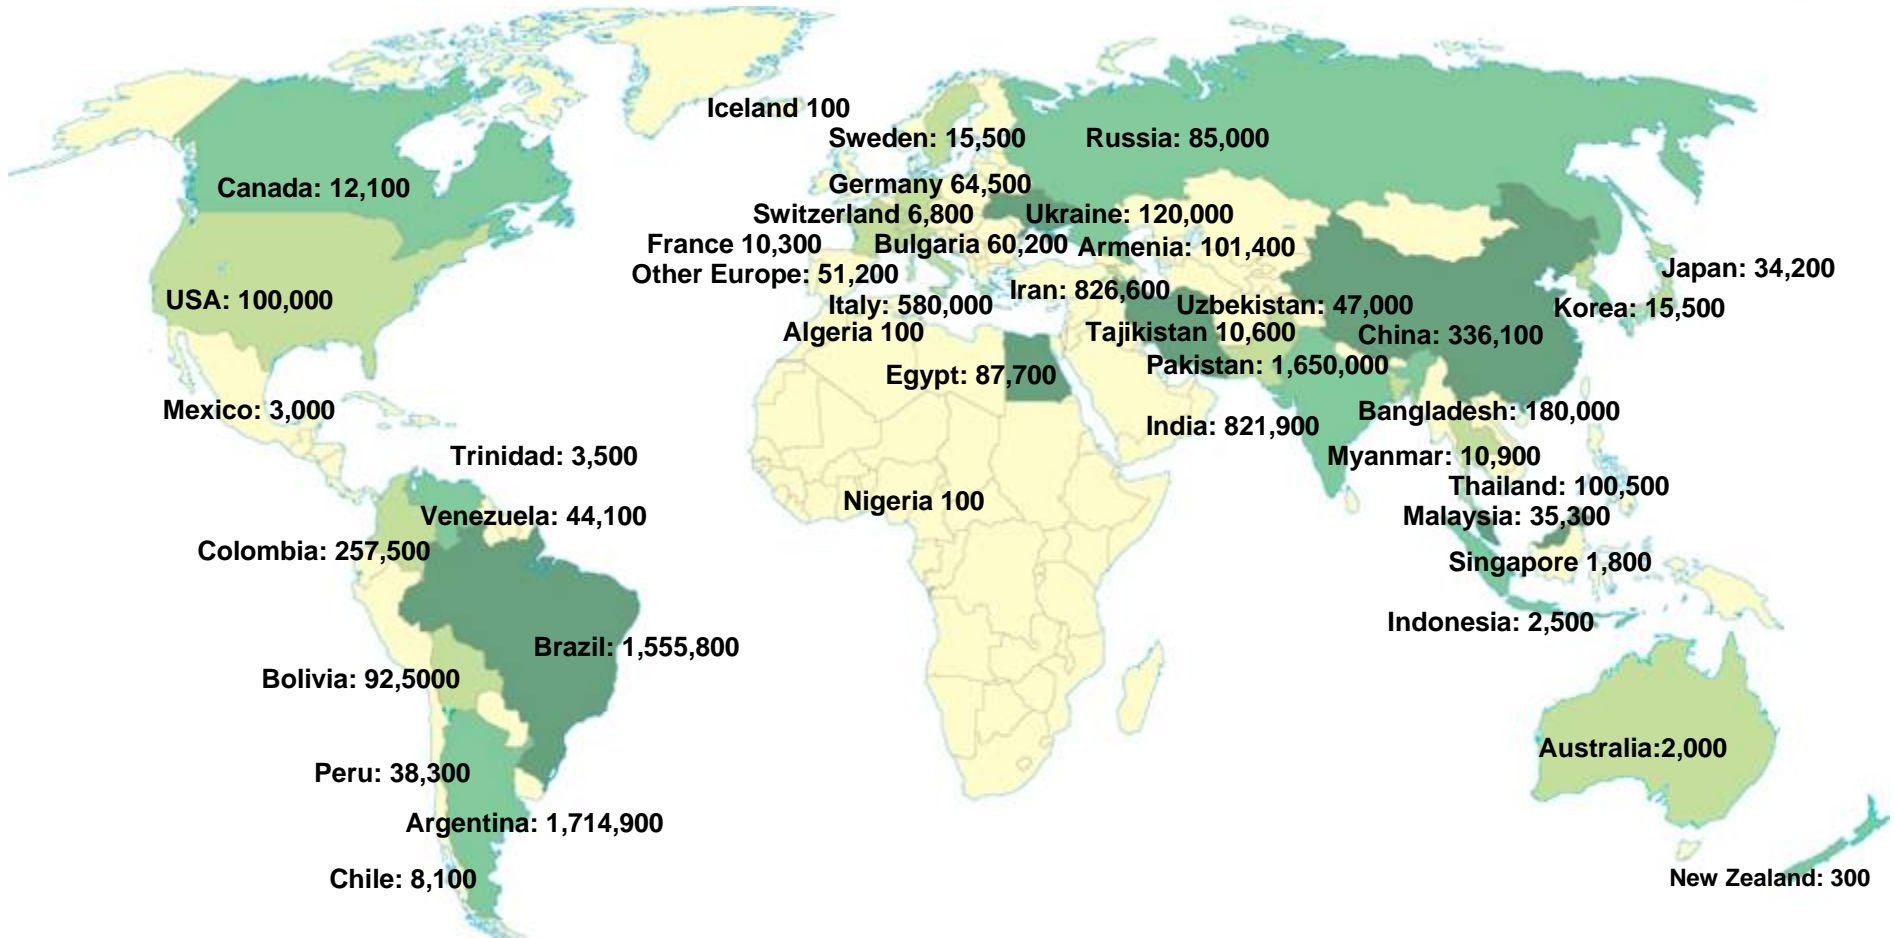 Iceland 100
Sweden: 15,500
Russia: 85,000
Canada: 12,100
Germany 64,500
Switzerland 6,800
Ukraine: 120,000
France 10,300
Bulgaria 60,200
Armenia: 101,400
Other Europe: 51,200
Japan: 34,200
USA: 100,000
Italy: 580,000
Iran: 826,600
Uzbekistan: 47,000
Korea: 15,500
Algeria 100
Tajikistan 10,600
China: 336,100
Egypt: 87,700
Pakistan: 1,650,000
Mexico: 3,000
Bangladesh: 180,000
India: 821,900
Trinidad: 3,500
Myanmar: 10,900
Thailand: 100,500
Nigeria 100
Venezuela: 44,100
Malaysia: 35,300
Colombia: 257,500
Singapore 1,800
Indonesia: 2,500
Brazil: 1,555,800
Bolivia: 92,5000
Australia:2,000
Peru: 38,300
Argentina: 1,714,900
Chile: 8,100
New Zealand: 300